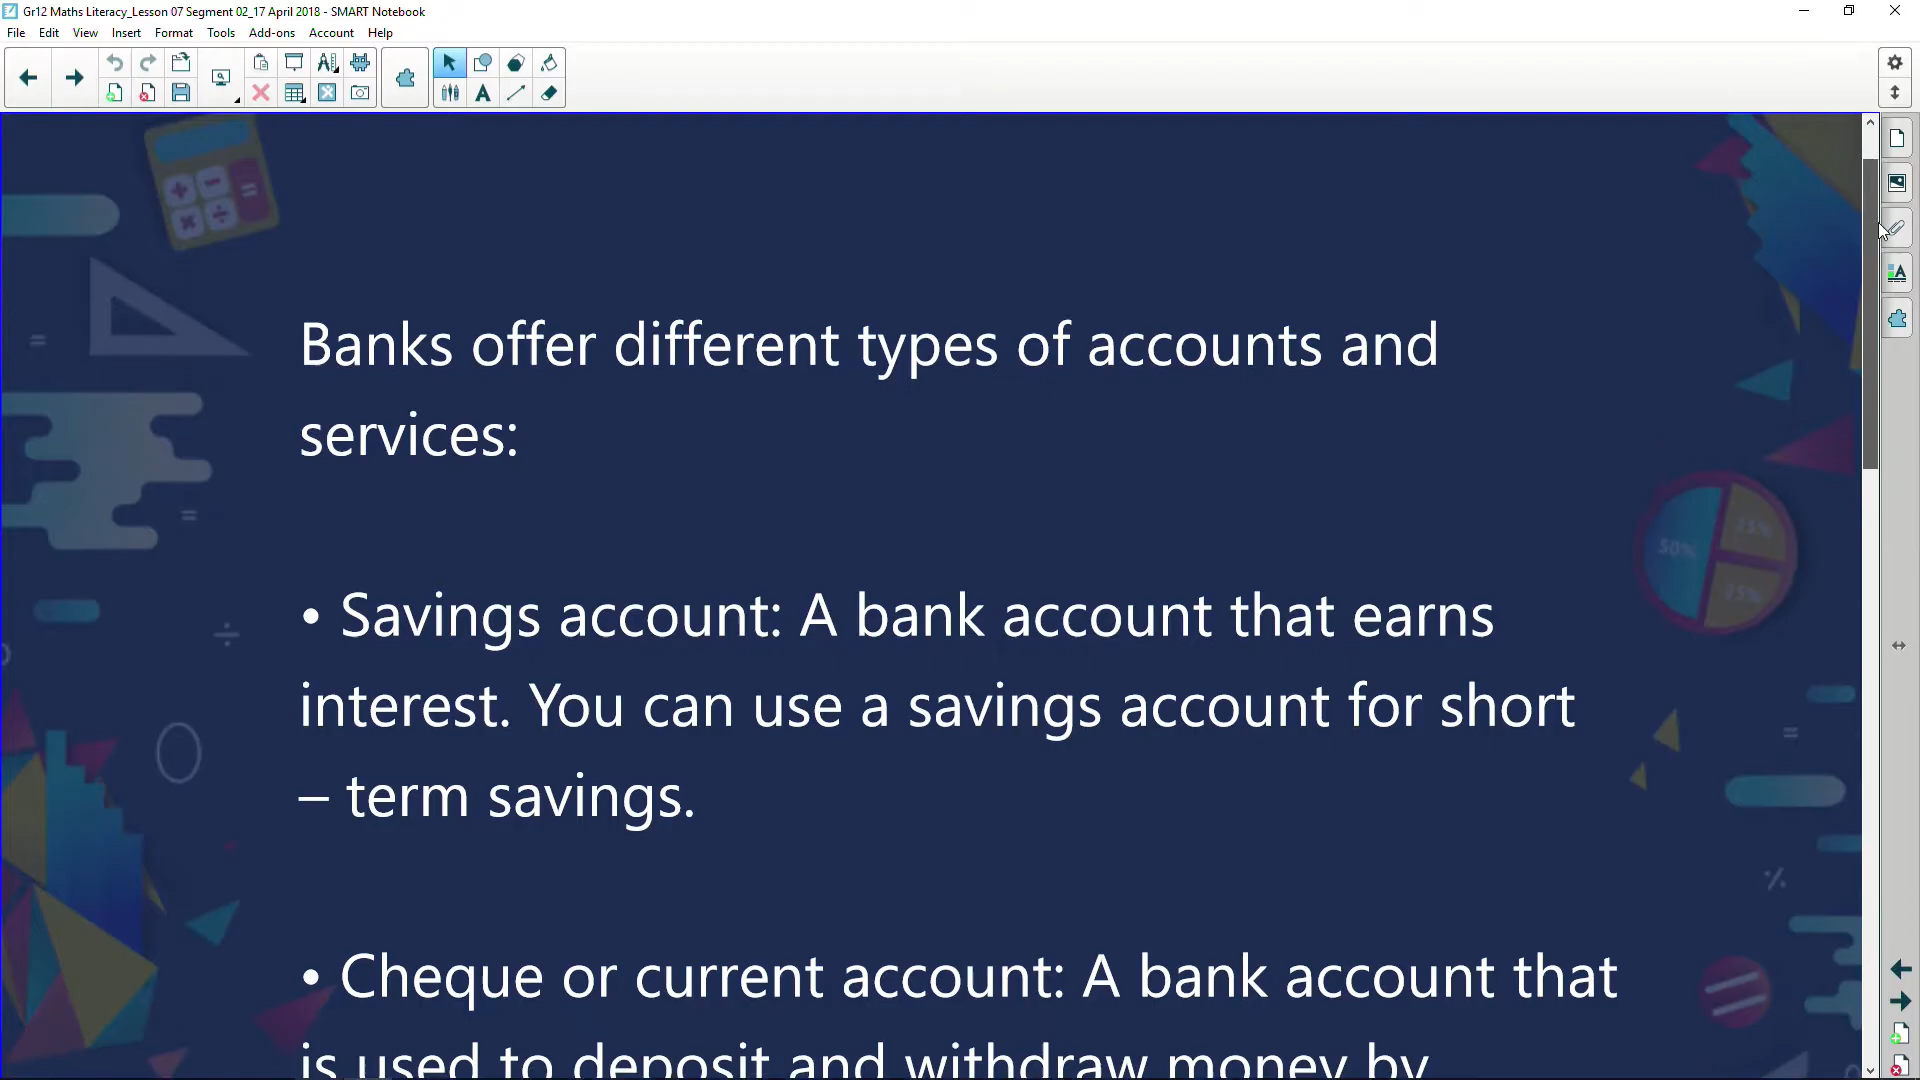 Gr12 Maths Literacy_Lesson 07 Segment 02_17 April 2018 - SMART Notebook
File Edit View Insert Format Tools Add-ons Account Help
Banks offer different types of accounts and
services:
• Savings account: A bank account that earns
interest. You can use a savings account for short
– term savings.
• Cheque or current account: A bank account that
is used to deposit and withdraw money by
50%
25%
25%